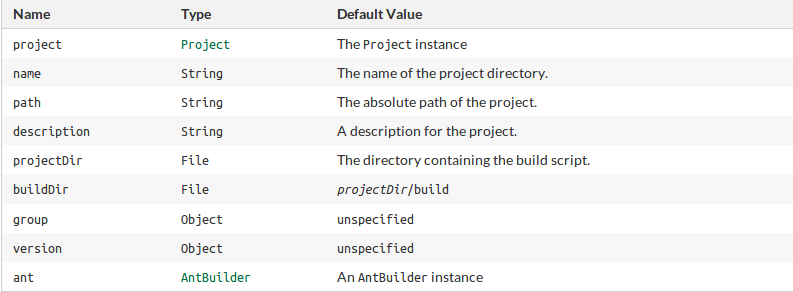 Name Type Default Value
project Project The Project instance
name String The name of the project directory.
path String The absolute path of the project.
description String A description for the project.
projectDir File The directory containing the build script.
buildDir File projectDir/build
group Object unspecified
version Object unspecified
ant AntBuilder An AntBuilder instance